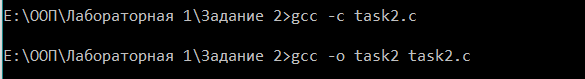 E:\ООП\Лабораторная 1\Задание 2>gcc -c task2.c
E:\ООП\Лабораторная 1\Задание 2>gcc -o task2 task2.c